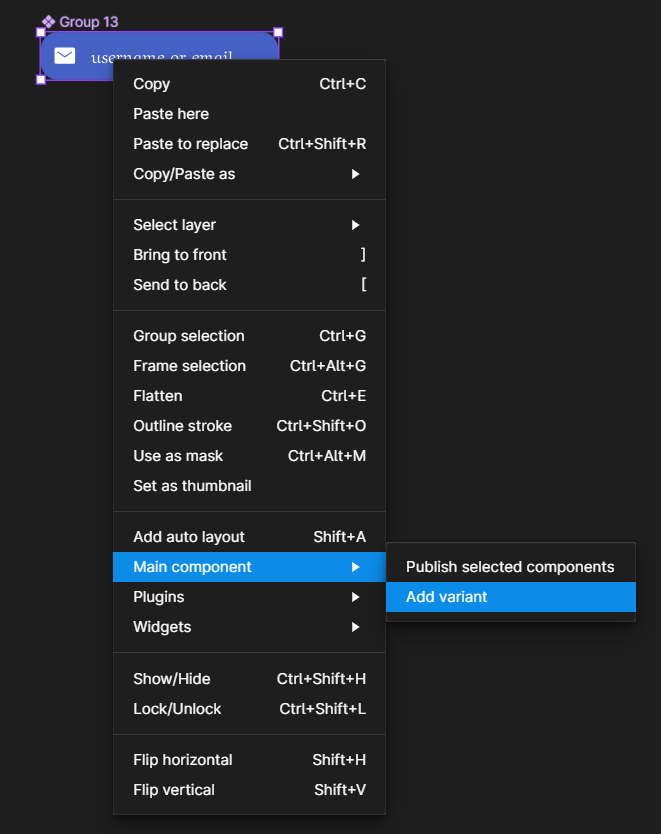 Group 13
username or email
Copy Ctrl+C
Paste here
Paste to replace Ctrl+Shift+R
Copy/Paste as
Select layer
Bring to front ]
Send to back [
Group selection Ctrl+G
Frame selection Ctrl+Alt+G
Flatten Ctrl+E
Outline stroke Ctrl+Shift+O
Use as mask Ctrl+Alt+M
Set as thumbnail
Add auto layout Shift+A
Main component
Publish selected components
Plugins
Add variant
Widgets
Show/Hide Ctrl+Shift+H
Lock/Unlock Ctrl+Shift+L
Flip horizontal Shift+H
Flip vertical Shift+V